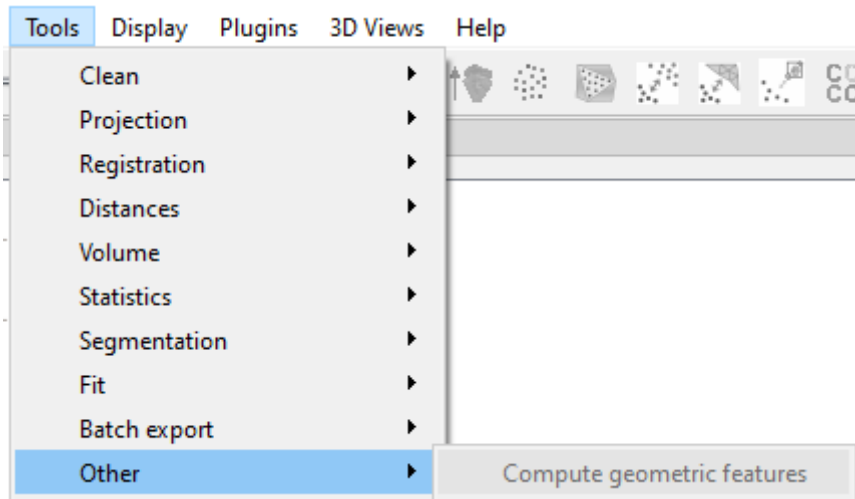 Tools Display Plugins 3D Views Help
Clean
Projection
Registration
Distances
Volume
Statistics
Segmentation
Fit
Batch export
Other
Compute geometric features